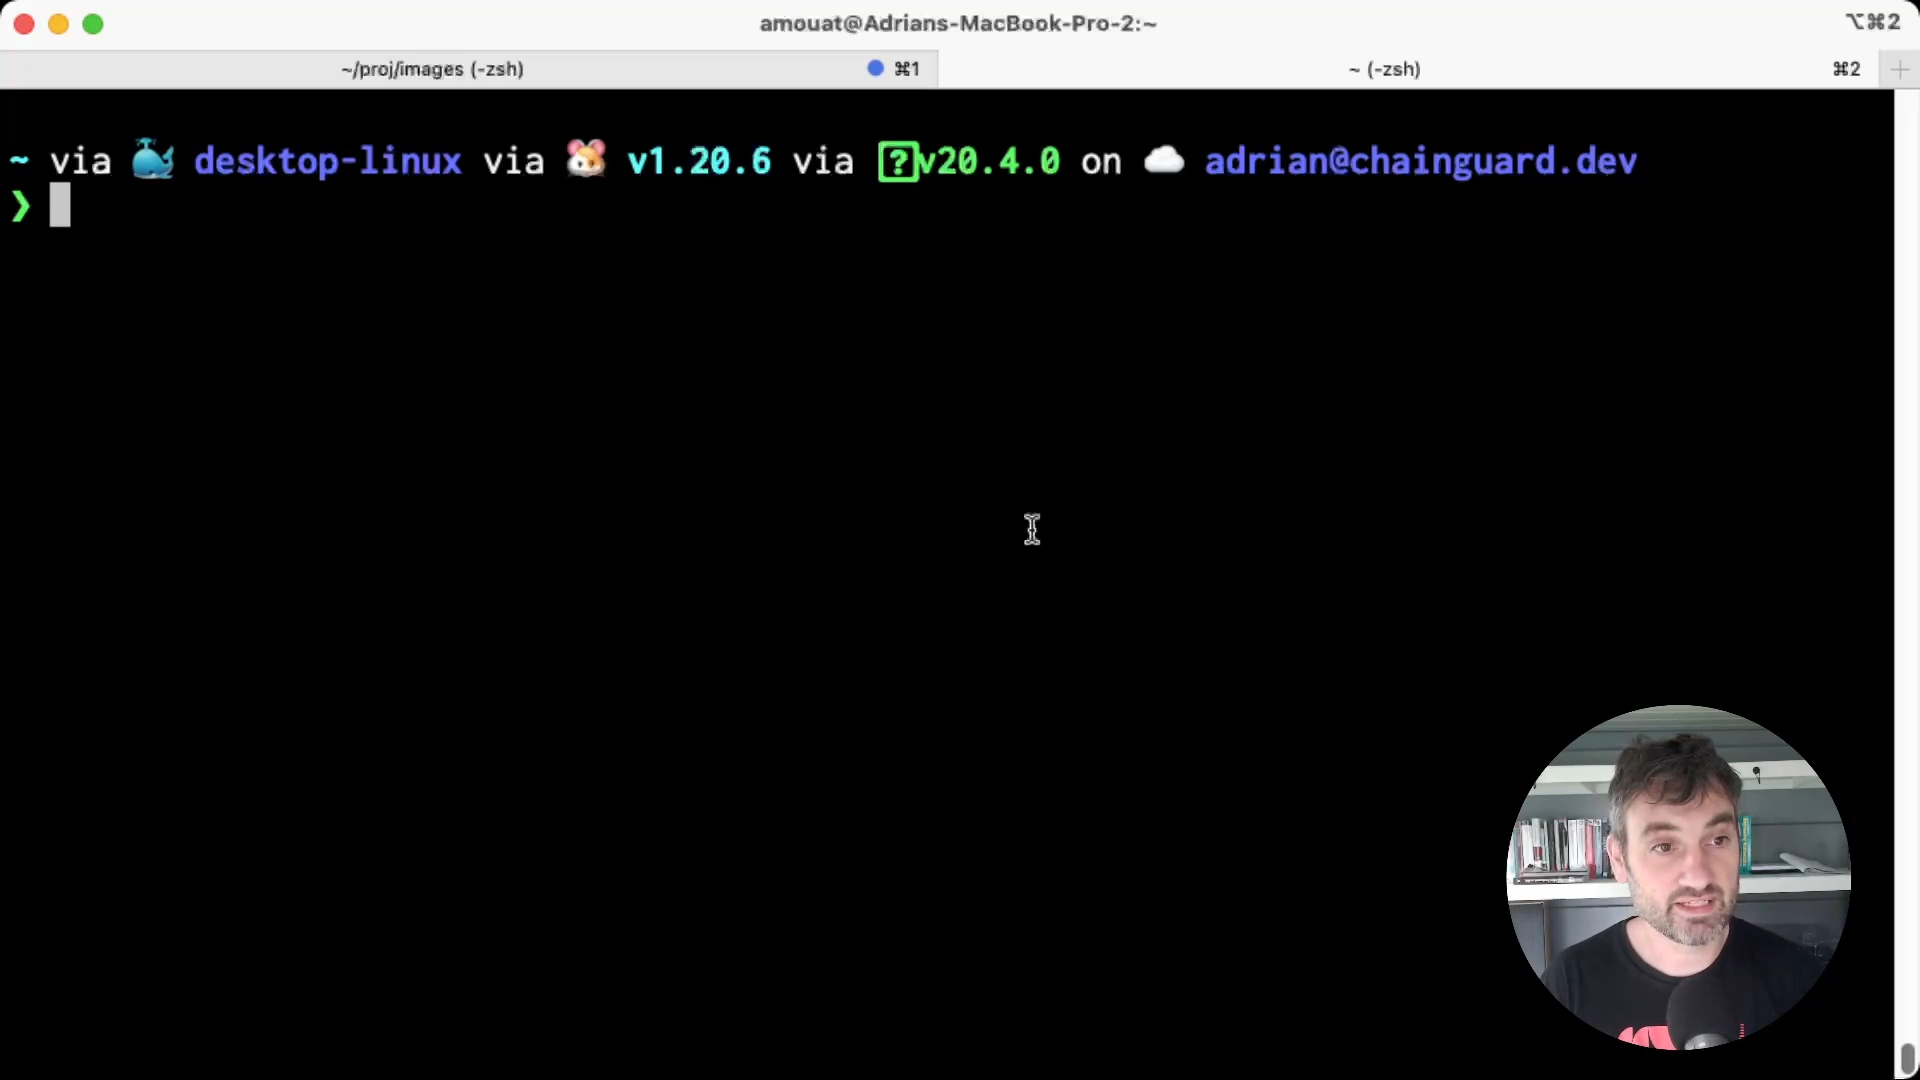 amouat@Adrians-MacBook-Pro-2:~
⌥⌘2
~/proj/images (-zsh)
⌘1
~ (-zsh)
⌘2
~ via 🐳 desktop-linux via 🐹 v1.20.6 via v20.4.0 on ☁️ adrian@chainguard.dev
❯